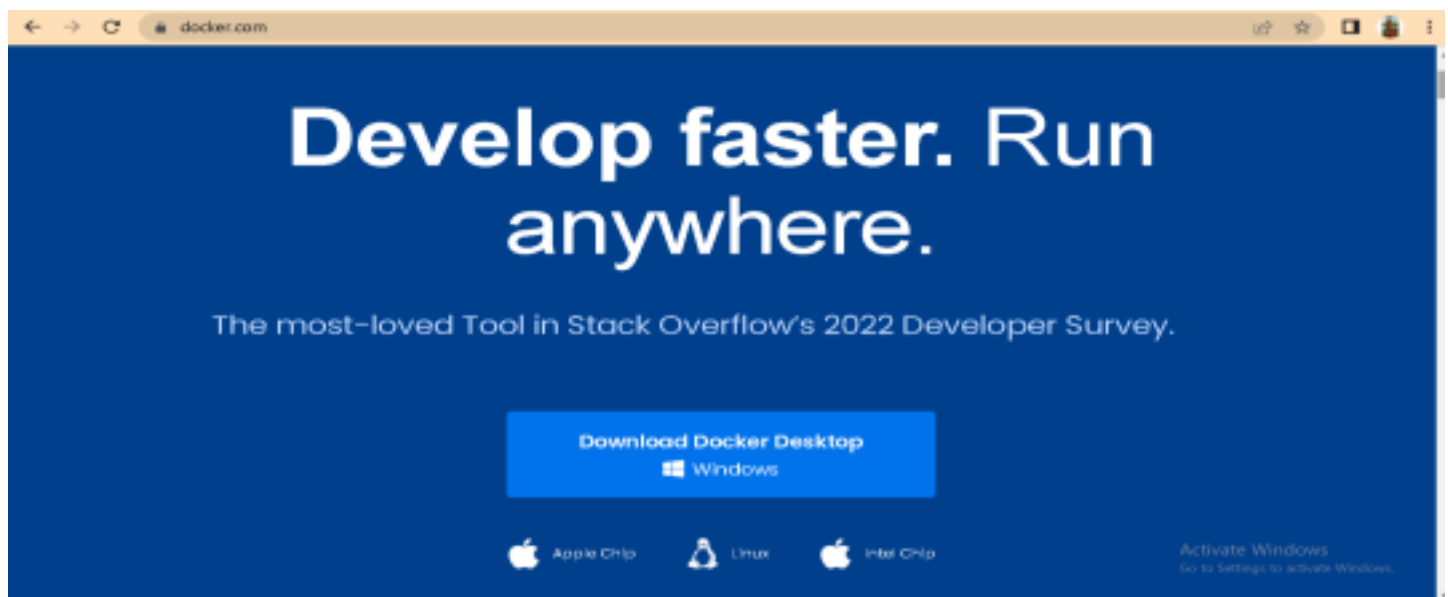 docker.com
Develop faster. Run
anywhere.
The most-loved Tool in Stack Overflow's 2022 Developer Survey.
Download Docker Desktop
Windows
Apple Chip
Linux
Intel Chip
Activate Windows
Go to Settings to activate Windows.